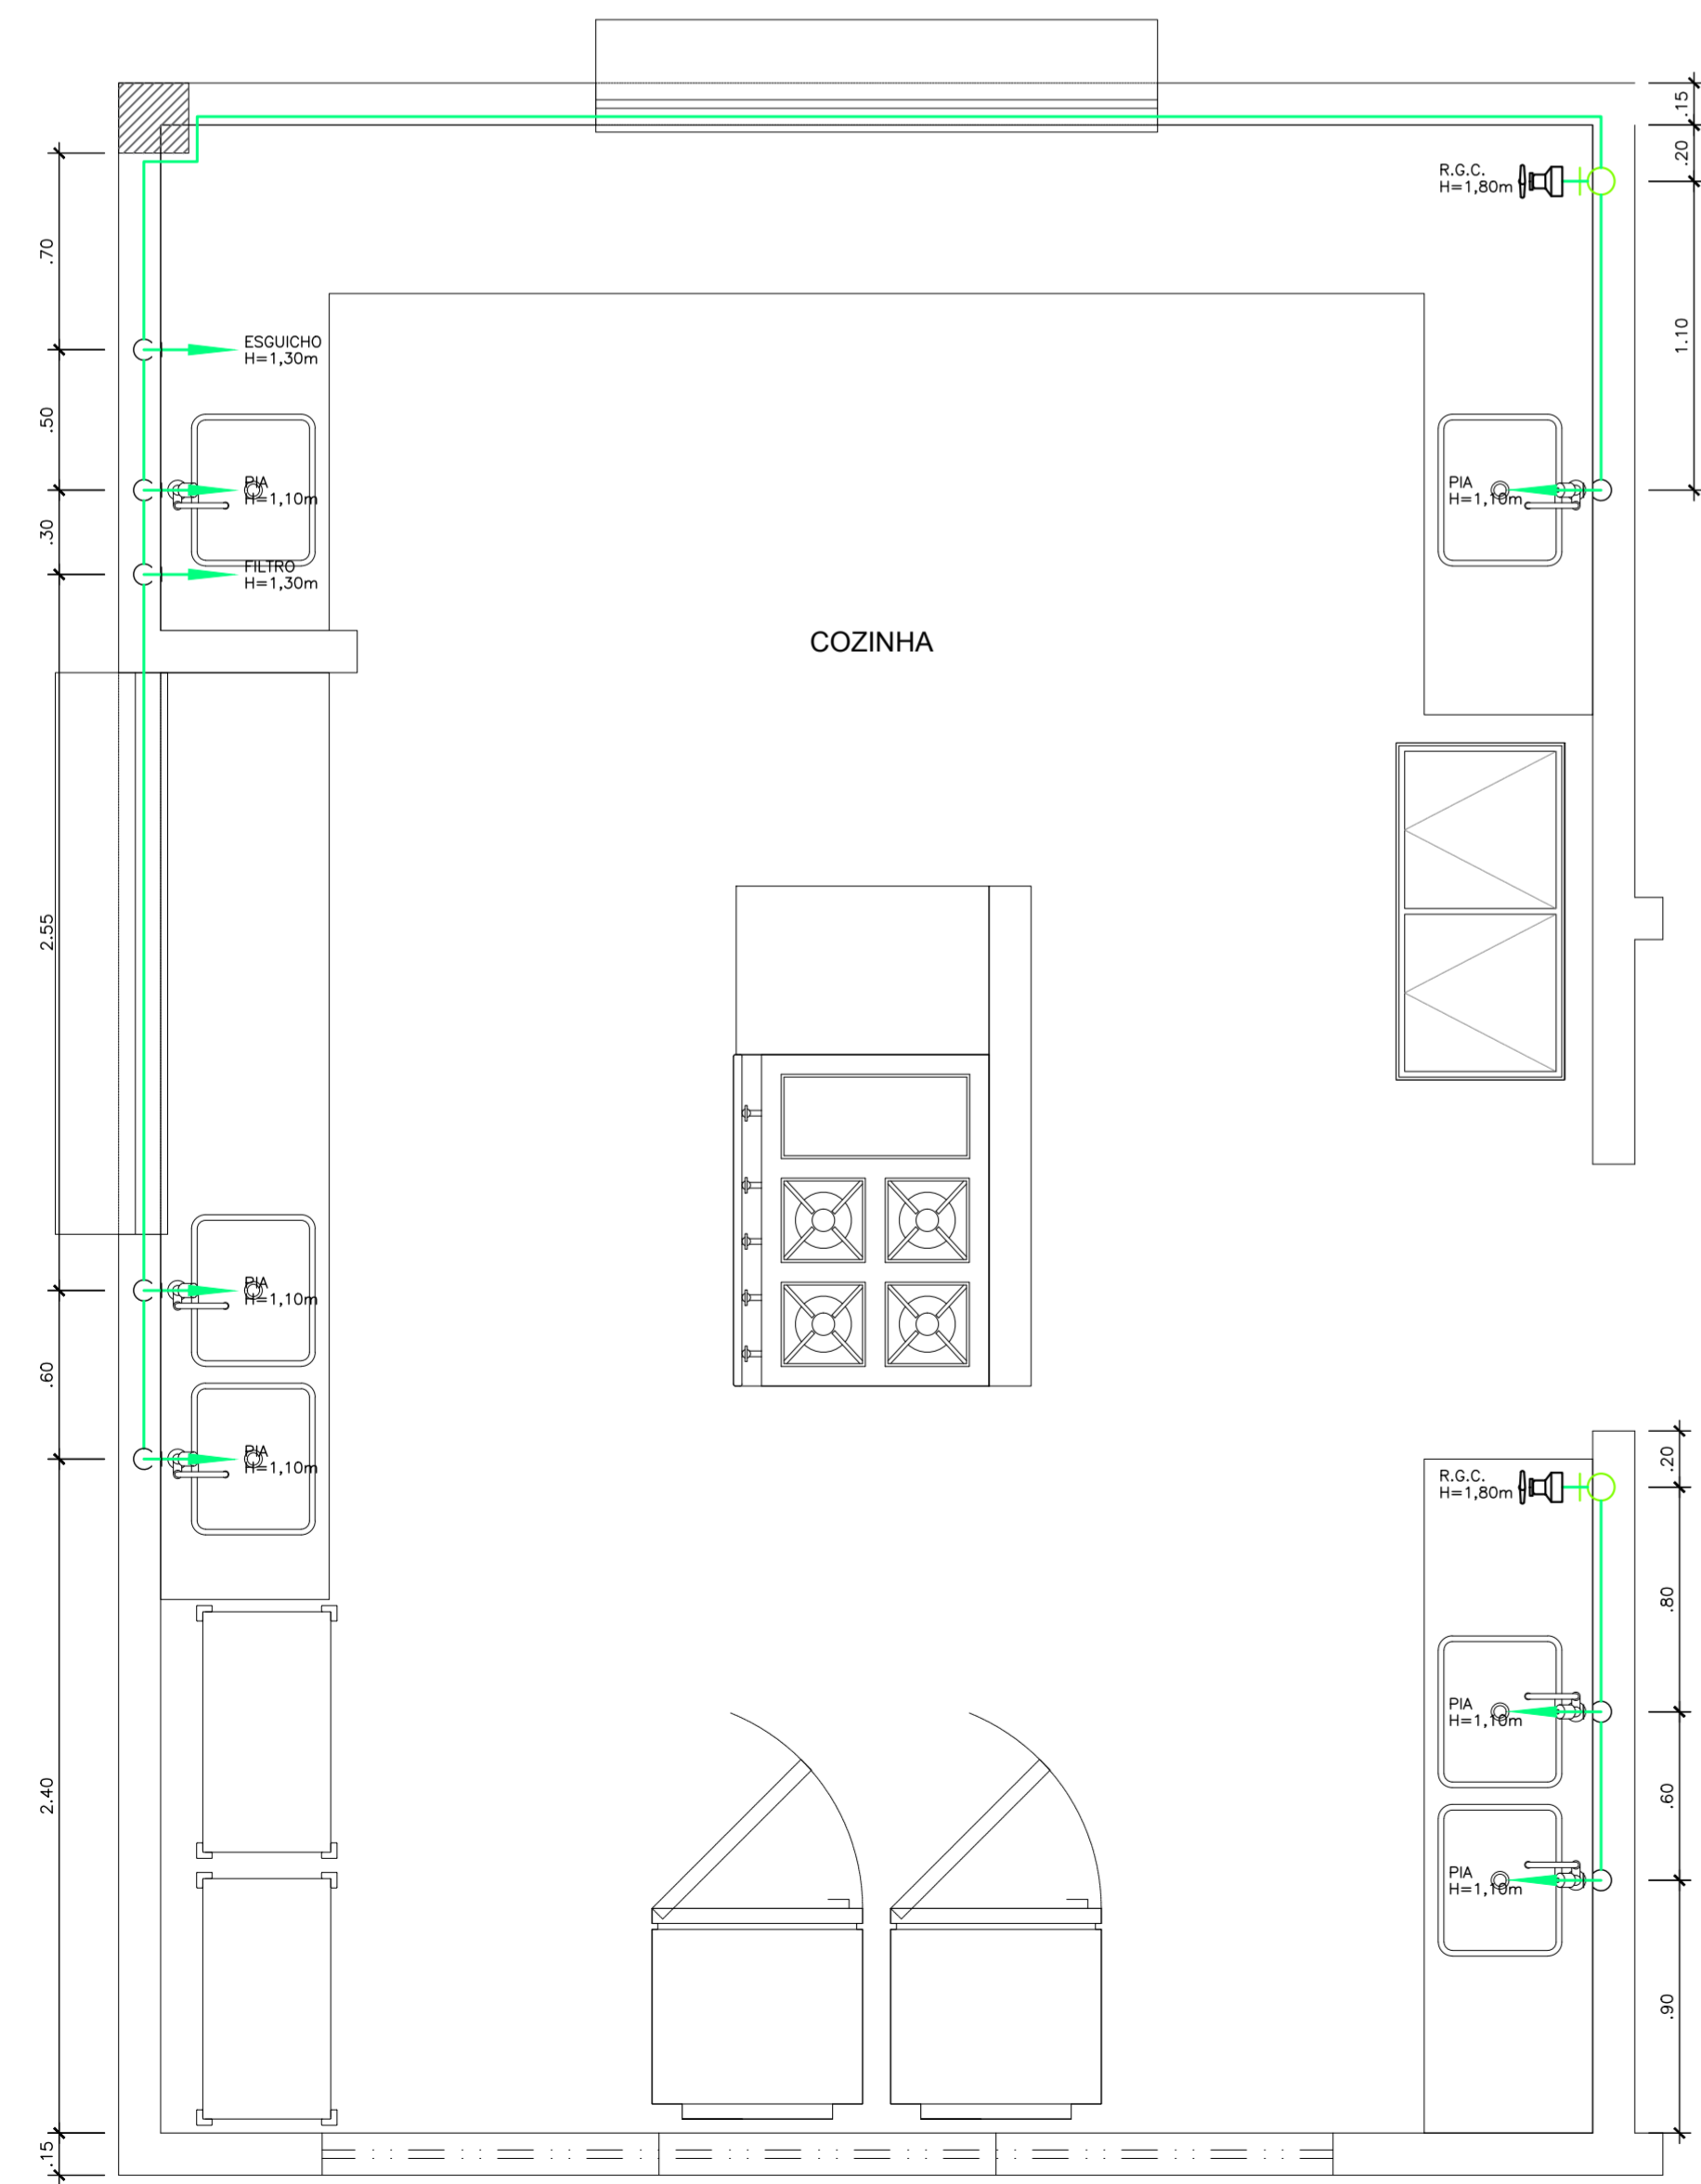 .15
.20
R.G.C.
H=1,80m
.70
1.10
ESGUICHO
H=1,30m
.50
PIA
H=1,10m
PIA
H=1,10m
.30
FILTRO
H=1,30m
COZINHA
2.55
PIA
H=1,10m
.60
PIA
H=1,10m
.20
R.G.C.
H=1,80m
.80
PIA
H=1,10m
2.40
.60
PIA
H=1,10m
.90
.15